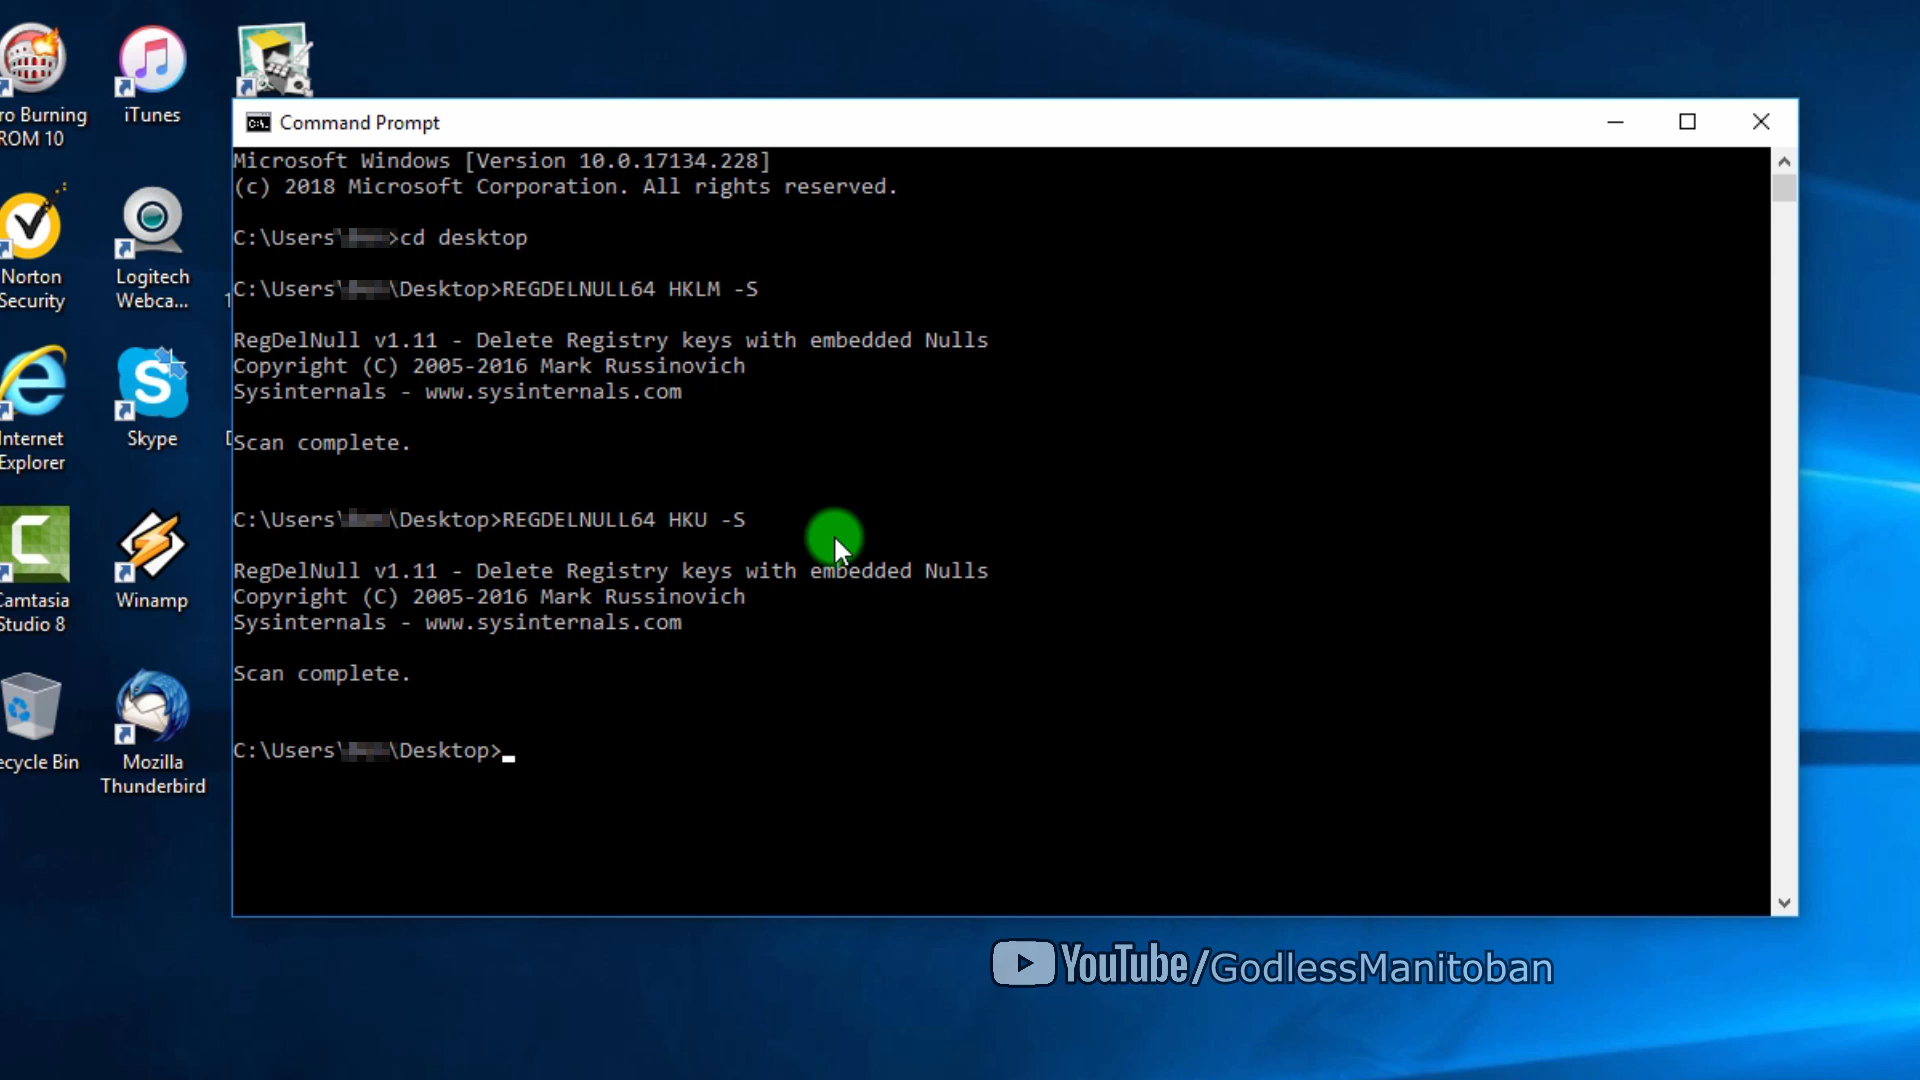 ro Burning
ROM 10
iTunes
Norton
Security
Logitech
Webca...
Internet
Explorer
Skype
Camtasia
Studio 8
Winamp
ecycle Bin
Mozilla
Thunderbird
Command Prompt
Microsoft Windows [Version 10.0.17134.228]
(c) 2018 Microsoft Corporation. All rights reserved.
C:\Users\ >cd desktop
C:\Users\ \Desktop>REGDELNULL64 HKLM -S
RegDelNull v1.11 - Delete Registry keys with embedded Nulls
Copyright (C) 2005-2016 Mark Russinovich
Sysinternals - www.sysinternals.com
Scan complete.
C:\Users\ \Desktop>REGDELNULL64 HKU -S
RegDelNull v1.11 - Delete Registry keys with embedded Nulls
Copyright (C) 2005-2016 Mark Russinovich
Sysinternals - www.sysinternals.com
Scan complete.
C:\Users\ \Desktop>_
YouTube/GodlessManitoban